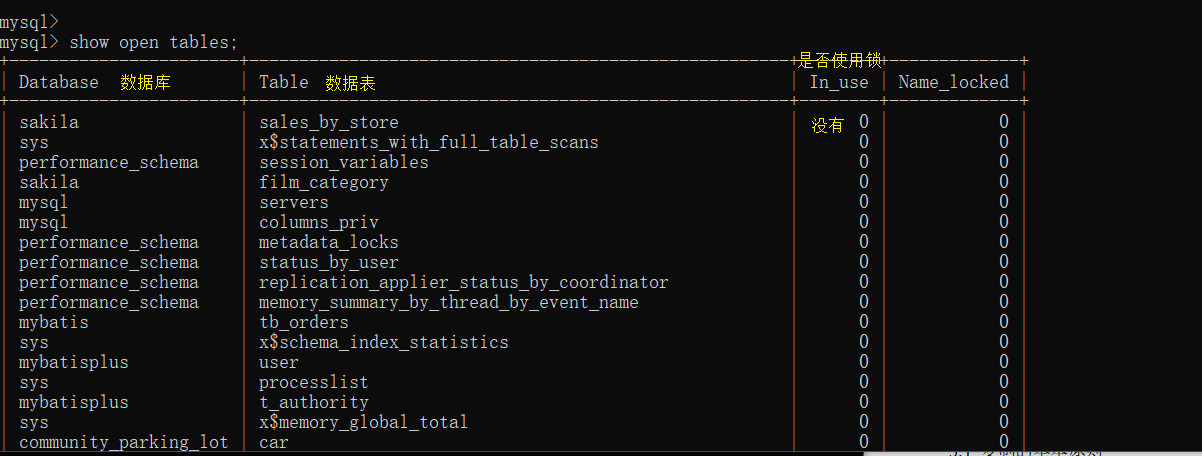 mysql>
mysql> show open tables;
是否使用锁
Database 数据库 Table 数据表 In_use Name_locked
sakila sales_by_store 没有 0 0
sys x$statements_with_full_table_scans 0 0
performance_schema session_variables 0 0
sakila film_category 0 0
mysql servers 0 0
mysql columns_priv 0 0
performance_schema metadata_locks 0 0
performance_schema status_by_user 0 0
performance_schema replication_applier_status_by_coordinator 0 0
performance_schema memory_summary_by_thread_by_event_name 0 0
mybatis tb_orders 0 0
sys x$schema_index_statistics 0 0
mybatisplus user 0 0
sys processlist 0 0
mybatisplus t_authority 0 0
sys x$memory_global_total 0 0
community_parking_lot car 0 0